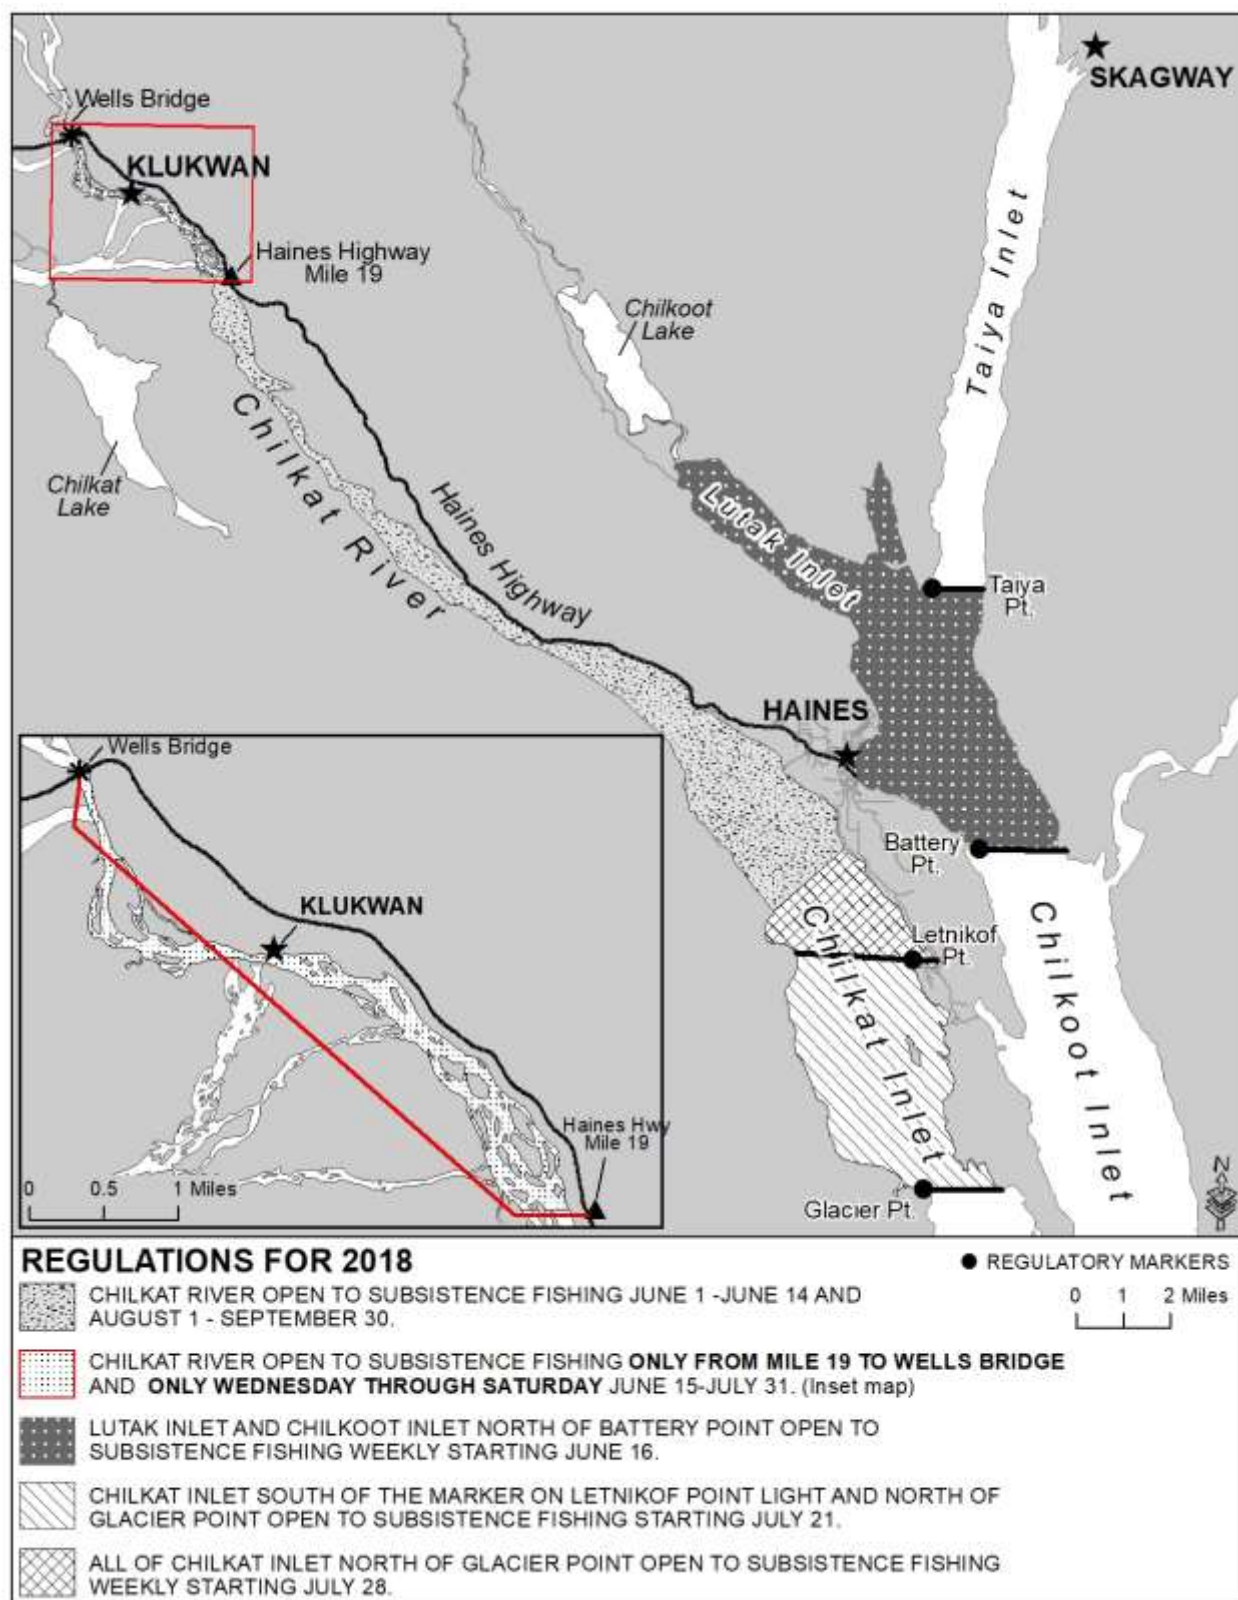 SKAGWAY
Wells Bridge
KLUKWAN
Haines Highway
Mile 19
Taiya Inlet
Chilkoot
Lake
Chilkat
Lake
Chilkat River
Haines Highway
Lutak Inlet
Taiya
Pt.
HAINES
Battery
Pt.
Letnikof
Pt.
Chilkat Inlet
Chilkoot Inlet
Glacier Pt.
N
Wells Bridge
KLUKWAN
Haines Hwy
Mile 19
0 0.5 1 Miles
REGULATIONS FOR 2018
REGULATORY MARKERS
0 1 2 Miles
CHILKAT RIVER OPEN TO SUBSISTENCE FISHING JUNE 1 -JUNE 14 AND
AUGUST 1 - SEPTEMBER 30.
CHILKAT RIVER OPEN TO SUBSISTENCE FISHING ONLY FROM MILE 19 TO WELLS BRIDGE
AND ONLY WEDNESDAY THROUGH SATURDAY JUNE 15-JULY 31. (Inset map)
LUTAK INLET AND CHILKOOT INLET NORTH OF BATTERY POINT OPEN TO
SUBSISTENCE FISHING WEEKLY STARTING JUNE 16.
CHILKAT INLET SOUTH OF THE MARKER ON LETNIKOF POINT LIGHT AND NORTH OF
GLACIER POINT OPEN TO SUBSISTENCE FISHING STARTING JULY 21.
ALL OF CHILKAT INLET NORTH OF GLACIER POINT OPEN TO SUBSISTENCE FISHING
WEEKLY STARTING JULY 28.